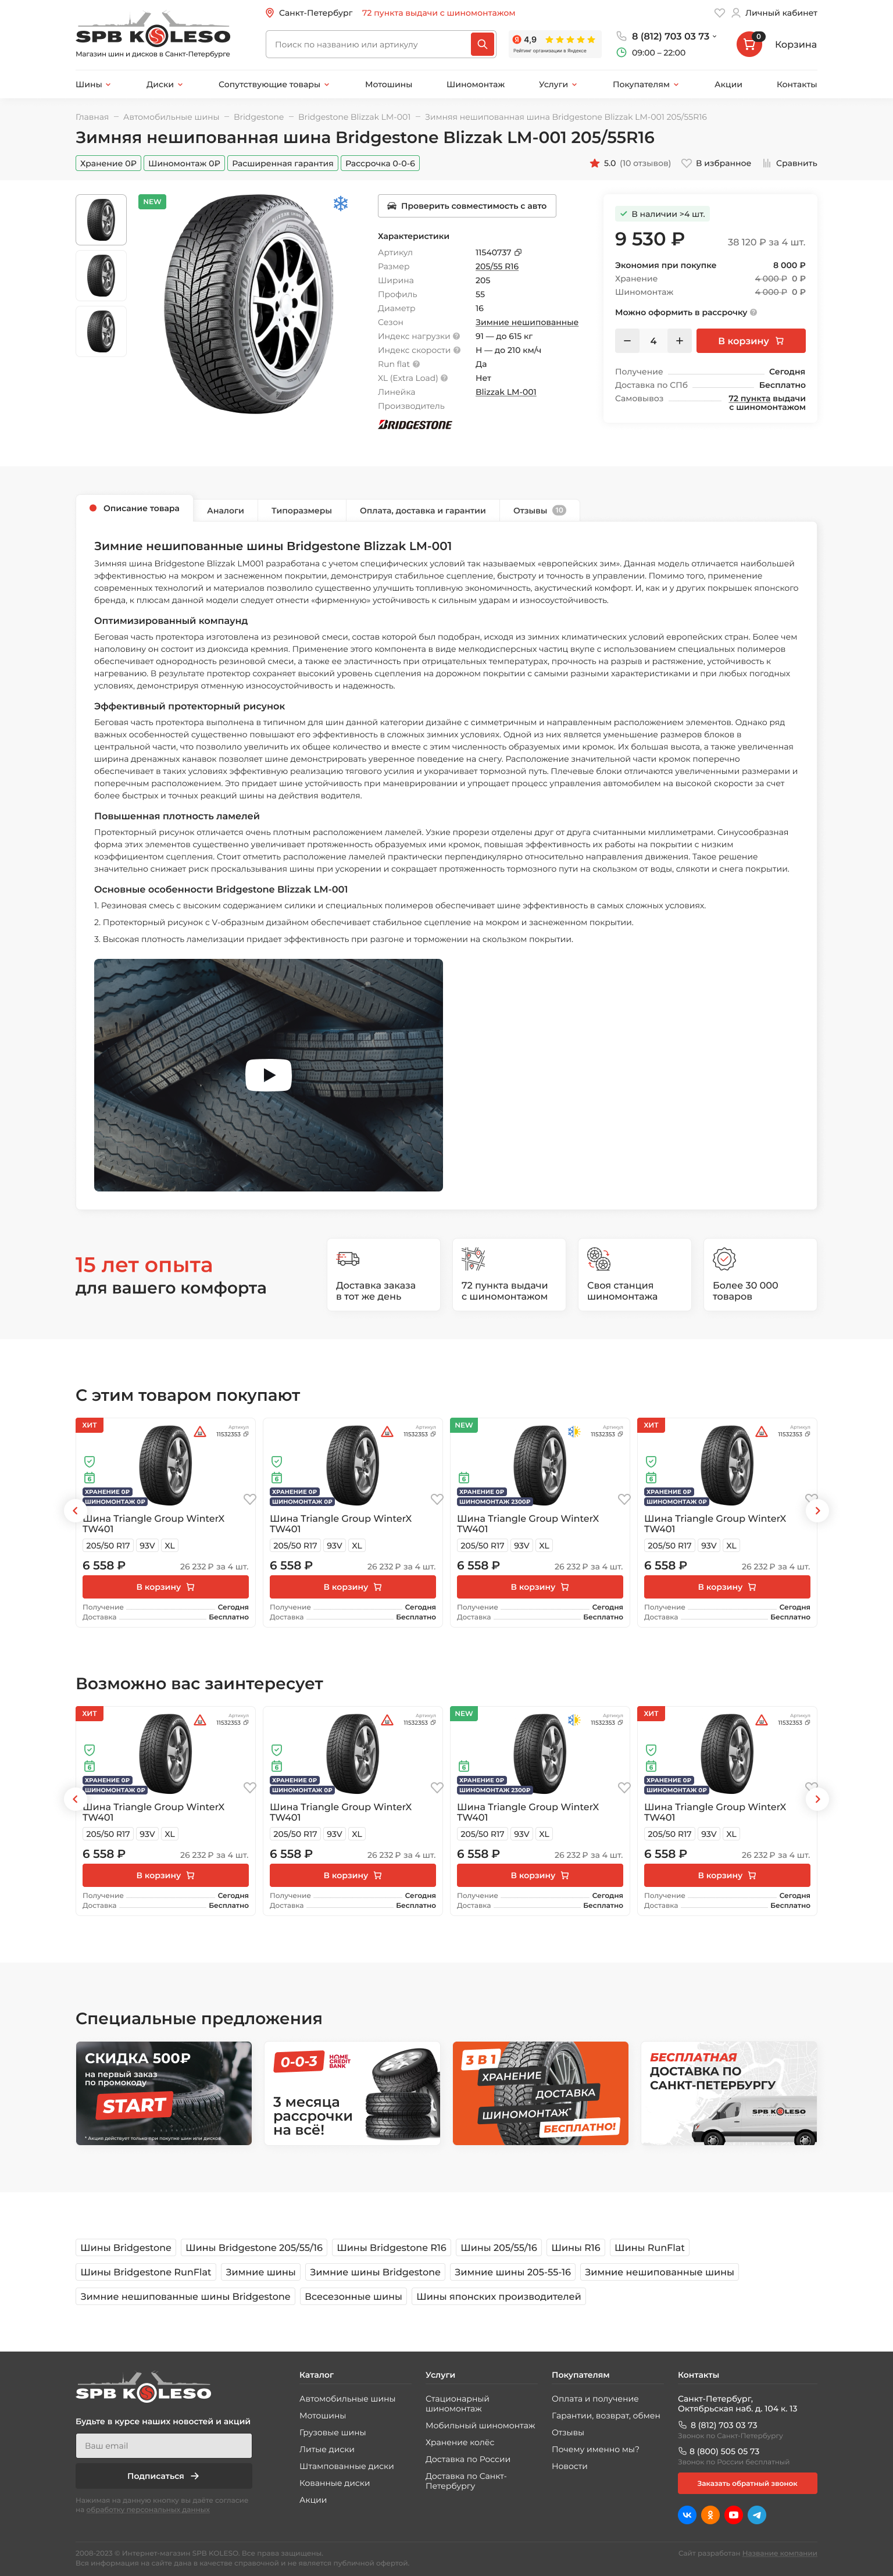 Санкт-Петербург
72 пункта выдачи с шиномонтажом
Личный кабинет
SPB KOLESO
Магазин шин и дисков в Санкт-Петербурге
Поиск по названию или артикулу
4,9
Рейтинг организации в Яндексе
8 (812) 703 03 73
09:00 – 22:00
0
Корзина
Шины
Диски
Сопутствующие товары
Мотошины
Шиномонтаж
Услуги
Покупателям
Акции
Контакты
Главная – Автомобильные шины – Bridgestone – Bridgestone Blizzak LM-001 – Зимняя нешипованная шина Bridgestone Blizzak LM-001 205/55R16
Зимняя нешипованная шина Bridgestone Blizzak LM-001 205/55R16
Хранение 0₽
Шиномонтаж 0₽
Расширенная гарантия
Рассрочка 0-0-6
5.0 (10 отзывов)
В избранное
Сравнить
NEW
Проверить совместимость с авто
Характеристики
Артикул 11540737
Размер 205/55 R16
Ширина 205
Профиль 55
Диаметр 16
Сезон Зимние нешипованные
Индекс нагрузки ? 91 — до 615 кг
Индекс скорости ? H — до 210 км/ч
Run flat ? Да
XL (Extra Load) ? Нет
Линейка Blizzak LM-001
Производитель
BRIDGESTONE
В наличии >4 шт.
9 530 ₽
38 120 ₽ за 4 шт.
Экономия при покупке 8 000 ₽
Хранение 4 000 ₽ 0 ₽
Шиномонтаж 4 000 ₽ 0 ₽
Можно оформить в рассрочку ?
− 4 +
В корзину
Получение Сегодня
Доставка по СПб Бесплатно
Самовывоз 72 пункта выдачи
с шиномонтажом
Описание товара
Аналоги
Типоразмеры
Оплата, доставка и гарантии
Отзывы 10
Зимние нешипованные шины Bridgestone Blizzak LM-001
Зимняя шина Bridgestone Blizzak LM001 разработана с учетом специфических условий так называемых «европейских зим». Данная модель отличается наибольшей
эффективностью на мокром и заснеженном покрытии, демонстрируя стабильное сцепление, быстроту и точность в управлении. Помимо того, применение
современных технологий и материалов позволило существенно улучшить топливную экономичность, акустический комфорт. И, как и у других покрышек японского
бренда, к плюсам данной модели следует отнести «фирменную» устойчивость к сильным ударам и износоустойчивость.
Оптимизированный компаунд
Беговая часть протектора изготовлена из резиновой смеси, состав которой был подобран, исходя из зимних климатических условий европейских стран. Более чем
наполовину он состоит из диоксида кремния. Применение этого компонента в виде мелкодисперсных частиц вкупе с использованием специальных полимеров
обеспечивает однородность резиновой смеси, а также ее эластичность при отрицательных температурах, прочность на разрыв и растяжение, устойчивость к
нагреванию. В результате протектор сохраняет высокий уровень сцепления на дорожном покрытии с самыми разными характеристиками и при любых погодных
условиях, демонстрируя отменную износоустойчивость и надежность.
Эффективный протекторный рисунок
Беговая часть протектора выполнена в типичном для шин данной категории дизайне с симметричным и направленным расположением элементов. Однако ряд
важных особенностей существенно повышают его эффективность в сложных зимних условиях. Одной из них является уменьшение размеров блоков в
центральной части, что позволило увеличить их общее количество и вместе с этим численность образуемых ими кромок. Их большая высота, а также увеличенная
ширина дренажных канавок позволяет шине демонстрировать уверенное поведение на снегу. Расположение значительной части кромок поперечно
обеспечивает в таких условиях эффективную реализацию тягового усилия и укорачивает тормозной путь. Плечевые блоки отличаются увеличенными размерами и
поперечным расположением. Это придает шине устойчивость при маневрировании и упрощает процесс управления автомобилем на высокой скорости за счет
более быстрых и точных реакций шины на действия водителя.
Повышенная плотность ламелей
Протекторный рисунок отличается очень плотным расположением ламелей. Узкие прорези отделены друг от друга считанными миллиметрами. Синусообразная
форма этих элементов существенно увеличивает протяженность образуемых ими кромок, повышая эффективность их работы на покрытии с низким
коэффициентом сцепления. Стоит отметить расположение ламелей практически перпендикулярно относительно направления движения. Такое решение
значительно снижает риск проскальзывания шины при ускорении и сокращает протяженность тормозного пути на скользком от воды, слякоти и снега покрытии.
Основные особенности Bridgestone Blizzak LM-001
1. Резиновая смесь с высоким содержанием силики и специальных полимеров обеспечивает шине эффективность в самых сложных условиях.
2. Протекторный рисунок с V-образным дизайном обеспечивает стабильное сцепление на мокром и заснеженном покрытии.
3. Высокая плотность ламелизации придает эффективность при разгоне и торможении на скользком покрытии.
15 лет опыта
для вашего комфорта
Доставка заказа
в тот же день
72 пункта выдачи
с шиномонтажом
Своя станция
шиномонтажа
Более 30 000
товаров
С этим товаром покупают
ХИТ
Артикул
11532353
6
ХРАНЕНИЕ 0₽
ШИНОМОНТАЖ 0₽
Шина Triangle Group WinterX
TW401
205/50 R17 93V XL
6 558 ₽ 26 232 ₽ за 4 шт.
В корзину
Получение Сегодня
Доставка Бесплатно
Артикул
11532353
6
ХРАНЕНИЕ 0₽
ШИНОМОНТАЖ 0₽
Шина Triangle Group WinterX
TW401
205/50 R17 93V XL
6 558 ₽ 26 232 ₽ за 4 шт.
В корзину
Получение Сегодня
Доставка Бесплатно
NEW
Артикул
11532353
6
ХРАНЕНИЕ 0₽
ШИНОМОНТАЖ 2300₽
Шина Triangle Group WinterX
TW401
205/50 R17 93V XL
6 558 ₽ 26 232 ₽ за 4 шт.
В корзину
Получение Сегодня
Доставка Бесплатно
ХИТ
Артикул
11532353
6
ХРАНЕНИЕ 0₽
ШИНОМОНТАЖ 0₽
Шина Triangle Group WinterX
TW401
205/50 R17 93V XL
6 558 ₽ 26 232 ₽ за 4 шт.
В корзину
Получение Сегодня
Доставка Бесплатно
Возможно вас заинтересует
ХИТ
Артикул
11532353
6
ХРАНЕНИЕ 0₽
ШИНОМОНТАЖ 0₽
Шина Triangle Group WinterX
TW401
205/50 R17 93V XL
6 558 ₽ 26 232 ₽ за 4 шт.
В корзину
Получение Сегодня
Доставка Бесплатно
Артикул
11532353
6
ХРАНЕНИЕ 0₽
ШИНОМОНТАЖ 0₽
Шина Triangle Group WinterX
TW401
205/50 R17 93V XL
6 558 ₽ 26 232 ₽ за 4 шт.
В корзину
Получение Сегодня
Доставка Бесплатно
NEW
Артикул
11532353
6
ХРАНЕНИЕ 0₽
ШИНОМОНТАЖ 2300₽
Шина Triangle Group WinterX
TW401
205/50 R17 93V XL
6 558 ₽ 26 232 ₽ за 4 шт.
В корзину
Получение Сегодня
Доставка Бесплатно
ХИТ
Артикул
11532353
6
ХРАНЕНИЕ 0₽
ШИНОМОНТАЖ 0₽
Шина Triangle Group WinterX
TW401
205/50 R17 93V XL
6 558 ₽ 26 232 ₽ за 4 шт.
В корзину
Получение Сегодня
Доставка Бесплатно
Специальные предложения
СКИДКА 500₽
на первый заказ
по промокоду
START
* Акция действует только при покупке шин или дисков
0-0-3
HOME
CREDIT
BANK
3 месяца
рассрочки
на всё!
3 В 1
ХРАНЕНИЕ
ДОСТАВКА
ШИНОМОНТАЖ*
БЕСПЛАТНО!
БЕСПЛАТНАЯ
ДОСТАВКА ПО
САНКТ-ПЕТЕРБУРГУ
SPB KOLESO
Шины Bridgestone
Шины Bridgestone 205/55/16
Шины Bridgestone R16
Шины 205/55/16
Шины R16
Шины RunFlat
Шины Bridgestone RunFlat
Зимние шины
Зимние шины Bridgestone
Зимние шины 205-55-16
Зимние нешипованные шины
Зимние нешипованные шины Bridgestone
Всесезонные шины
Шины японских производителей
SPB KOLESO
Будьте в курсе наших новостей и акций
Ваш email
Подписаться
Нажимая на данную кнопку вы даёте согласие
на обработку персональных данных
Каталог
Автомобильные шины
Мотошины
Грузовые шины
Литые диски
Штампованные диски
Кованные диски
Акции
Услуги
Стационарный
шиномонтаж
Мобильный шиномонтаж
Хранение колёс
Доставка по России
Доставка по Санкт-
Петербургу
Покупателям
Оплата и получение
Гарантии, возврат, обмен
Отзывы
Почему именно мы?
Новости
Контакты
Санкт-Петербург,
Октябрьская наб. д. 104 к. 13
8 (812) 703 03 73
Звонок по Санкт-Петербургу
8 (800) 505 05 73
Звонок по России бесплатный
Заказать обратный звонок
2008-2023 © Интернет-магазин SPB KOLESO. Все права защищены.
Вся информация на сайте дана в качестве справочной и не является публичной офертой.
Сайт разработан Название компании